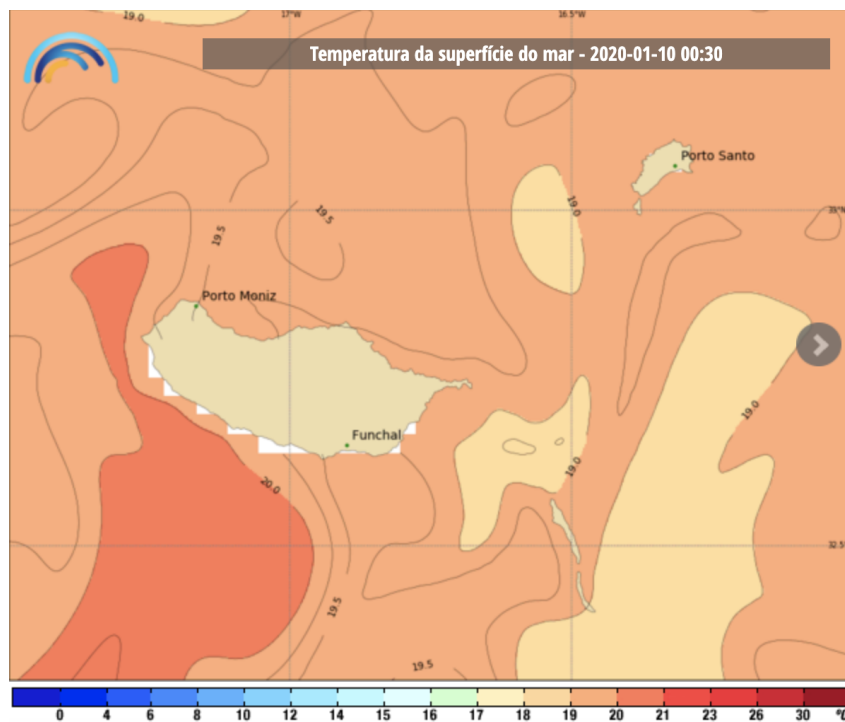 19.0
17°W
16.5°W
Temperatura da superfície do mar - 2020-01-10 00:30
Porto Santo
19.0
19.5
19.5
33°N
Porto Moniz
19.0
Funchal
19.0
20.0
32.5°
19.5
19.5
0 4 6 8 10 12 14 15 16 17 18 19 20 21 23 26 30 °C